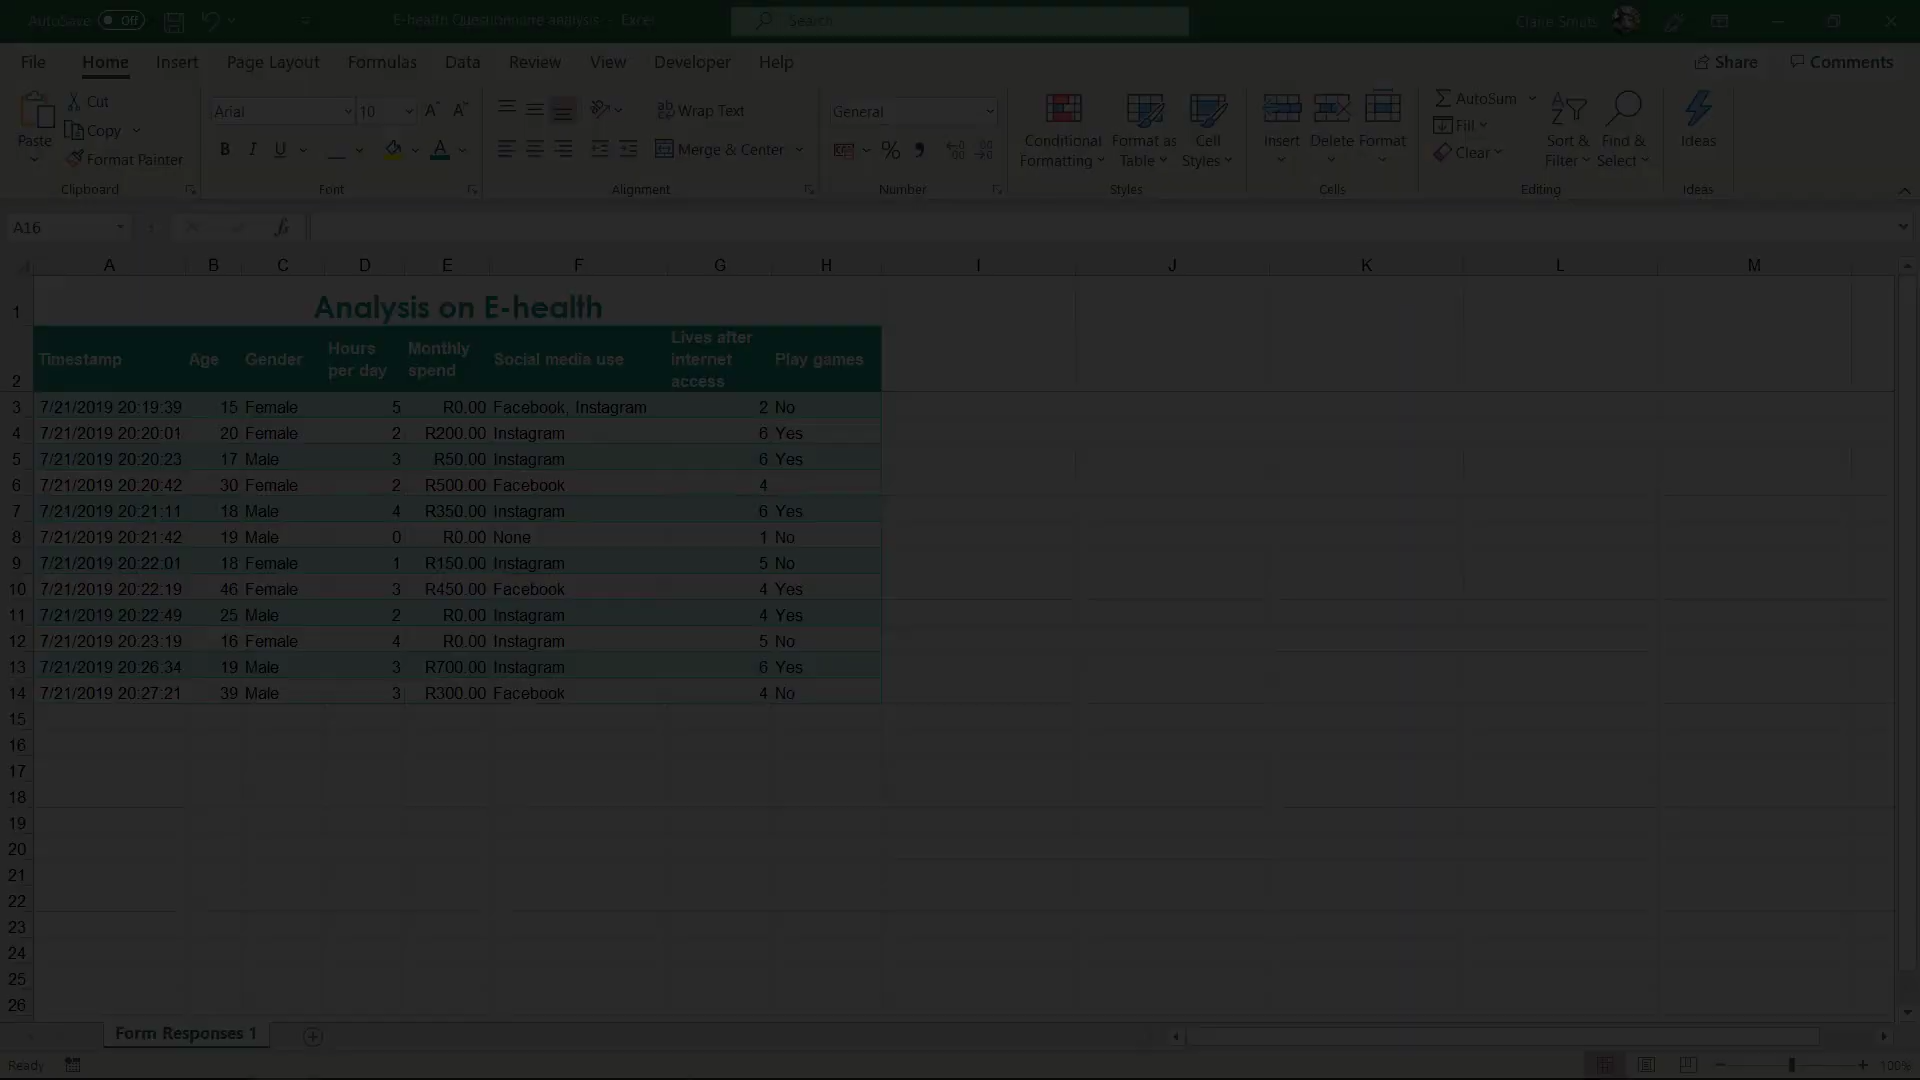 AutoSave Off E-health Questionnaire analysis - Excel Search Claire Smuts
File Home Insert Page Layout Formulas Data Review View Developer Help Share Comments
Paste Cut Copy Format Painter Clipboard
Arial 10 B I U Font
Wrap Text Merge & Center Alignment
General % Number
Conditional Formatting Format as Table Cell Styles Styles
Insert Delete Format Cells
AutoSum Fill Clear Sort & Filter Find & Select Editing
Ideas Ideas
A16 fx
A B C D E F G H I J K L M
1 Analysis on E-health
2 Timestamp Age Gender Hours per day Monthly spend Social media use Lives after internet access Play games
3 7/21/2019 20:19:39 15 Female 5 R0.00 Facebook, Instagram 2 No
4 7/21/2019 20:20:01 20 Female 2 R200.00 Instagram 6 Yes
5 7/21/2019 20:20:23 17 Male 3 R50.00 Instagram 6 Yes
6 7/21/2019 20:20:42 30 Female 2 R500.00 Facebook 4
7 7/21/2019 20:21:11 18 Male 4 R350.00 Instagram 6 Yes
8 7/21/2019 20:21:42 19 Male 0 R0.00 None 1 No
9 7/21/2019 20:22:01 18 Female 1 R150.00 Instagram 5 No
10 7/21/2019 20:22:19 46 Female 3 R450.00 Facebook 4 Yes
11 7/21/2019 20:22:49 25 Male 2 R0.00 Instagram 4 Yes
12 7/21/2019 20:23:19 16 Female 4 R0.00 Instagram 5 No
13 7/21/2019 20:26:34 19 Male 3 R700.00 Instagram 6 Yes
14 7/21/2019 20:27:21 39 Male 3 R300.00 Facebook 4 No
15
16
17
18
19
20
21
22
23
24
25
26
Form Responses 1
Ready 100%